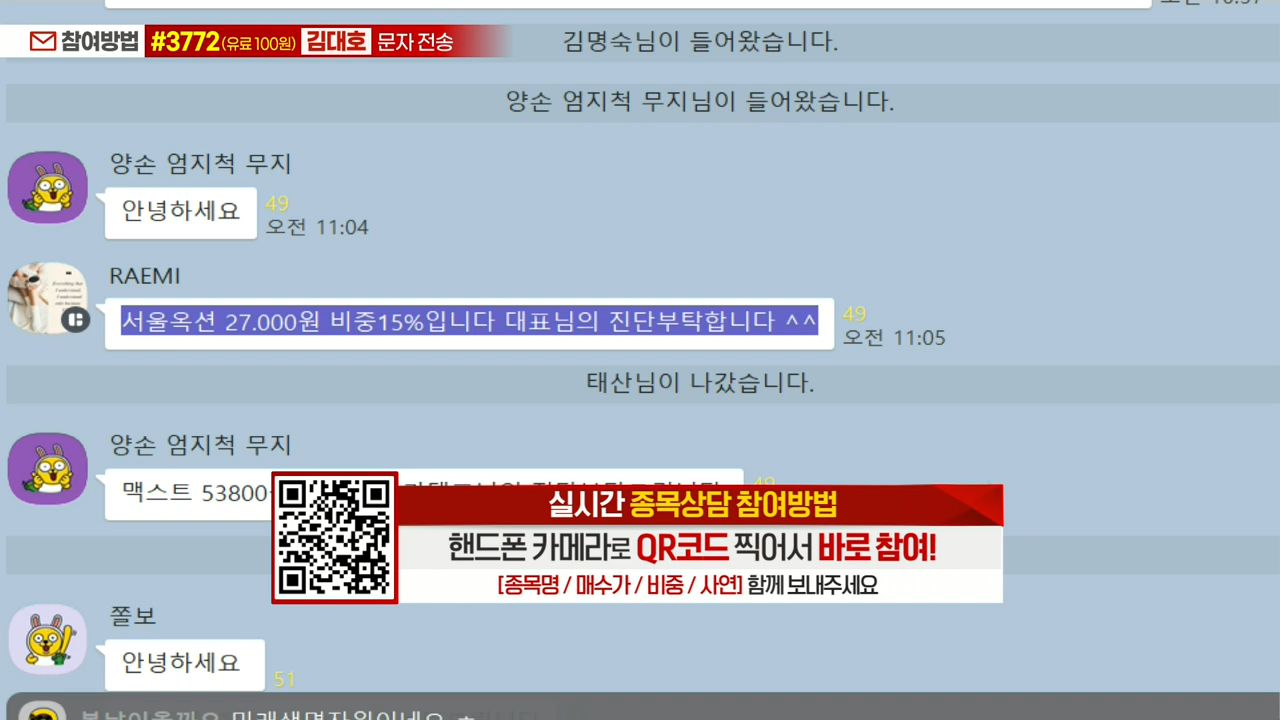 참여방법 #3772(유료100원) 김대호 문자 전송
김명숙님이 들어왔습니다.
양손 엄지척 무지님이 들어왔습니다.
양손 엄지척 무지
안녕하세요
49
오전 11:04
RAEMI
서울옥션 27.000원 비중15%입니다 대표님의 진단부탁합니다 ^^
49
오전 11:05
태산님이 나갔습니다.
양손 엄지척 무지
맥스트 53800
49
실시간 종목상담 참여방법
핸드폰 카메라로 QR코드 찍어서 바로 참여!
[종목명 / 매수가 / 비중 / 사연] 함께 보내주세요
쫄보
안녕하세요
51